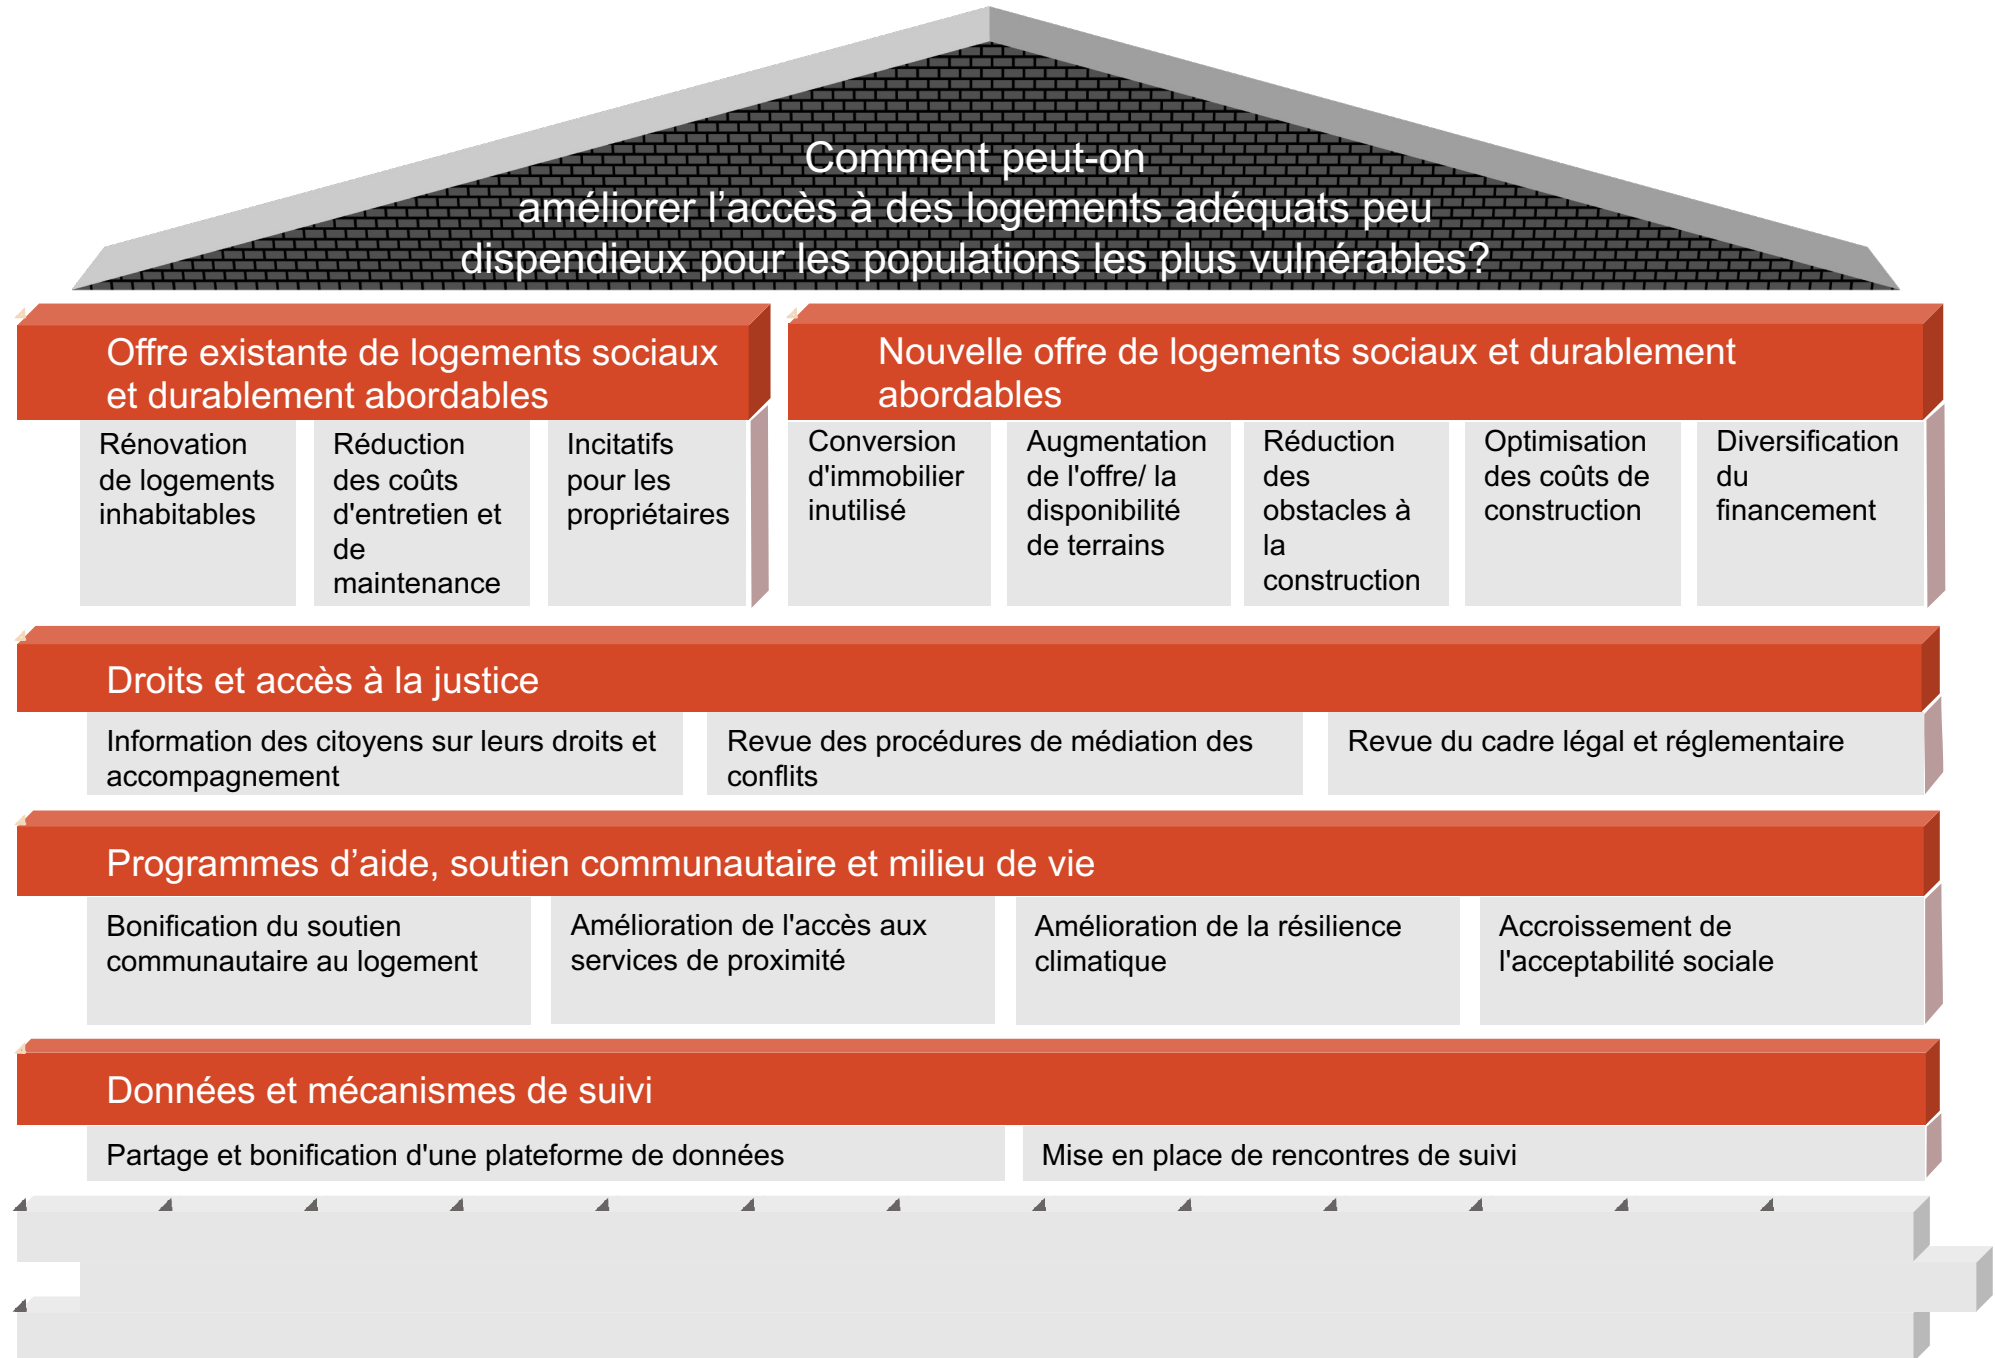 Comment peut-on
améliorer l’accès à des logements adéquats peu
dispendieux pour les populations les plus vulnérables?
Offre existante de logements sociaux
et durablement abordables
Nouvelle offre de logements sociaux et durablement
abordables
Rénovation
de logements
inhabitables
Réduction
des coûts
d'entretien et
de
maintenance
Incitatifs
pour les
propriétaires
Conversion
d'immobilier
inutilisé
Augmentation
de l'offre/ la
disponibilité
de terrains
Réduction
des
obstacles à
la
construction
Optimisation
des coûts de
construction
Diversification
du
financement
Droits et accès à la justice
Information des citoyens sur leurs droits et
accompagnement
Revue des procédures de médiation des
conflits
Revue du cadre légal et réglementaire
Programmes d’aide, soutien communautaire et milieu de vie
Bonification du soutien
communautaire au logement
Amélioration de l'accès aux
services de proximité
Amélioration de la résilience
climatique
Accroissement de
l'acceptabilité sociale
Données et mécanismes de suivi
Partage et bonification d'une plateforme de données
Mise en place de rencontres de suivi